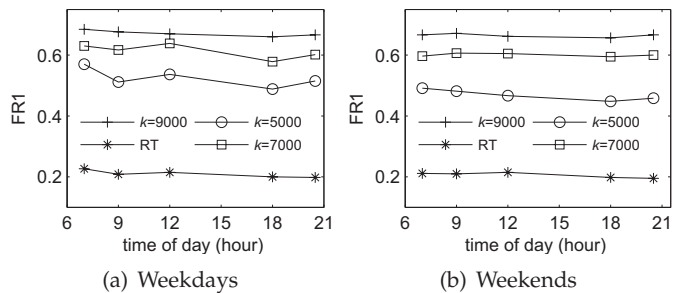 FR1
0.6
0.4
0.2
k=9000
k=5000
RT
k=7000
6 9 12 15 18 21
time of day (hour)
(a) Weekdays
FR1
0.6
0.4
0.2
k=9000
k=5000
RT
k=7000
6 9 12 15 18 21
time of day (hour)
(b) Weekends